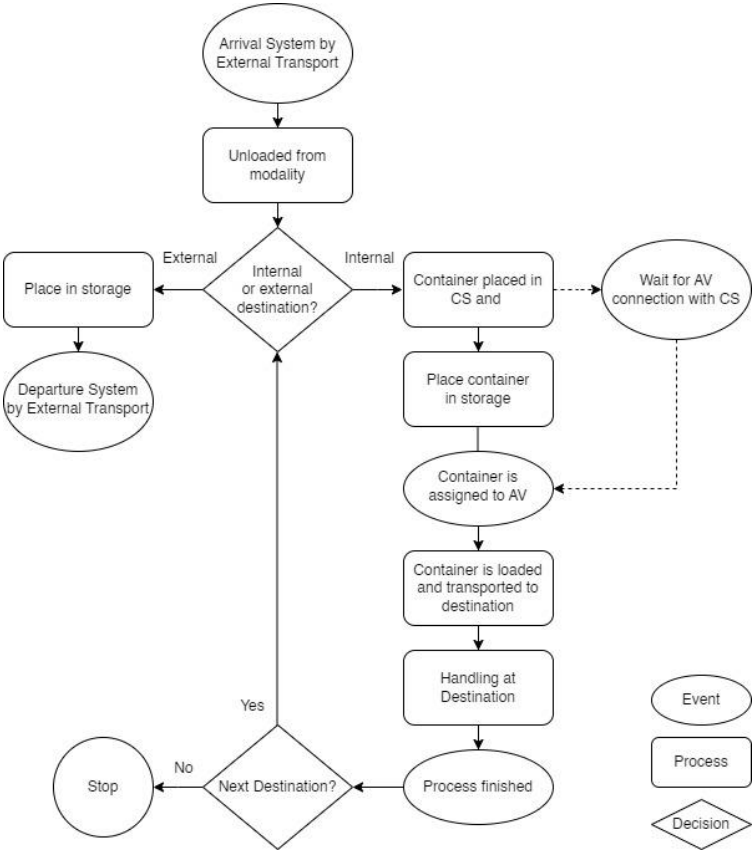 Arrival System by
External Transport
Unloaded from
modality
External
Internal
Place in storage
Internal
or external
destination?
Container placed in
CS and
Wait for AV
connection with CS
Departure System
by External Transport
Place container
in storage
Container is
assigned to AV
Container is loaded
and transported to
destination
Handling at
Destination
Yes
No
Stop
Next Destination?
Process finished
Event
Process
Decision